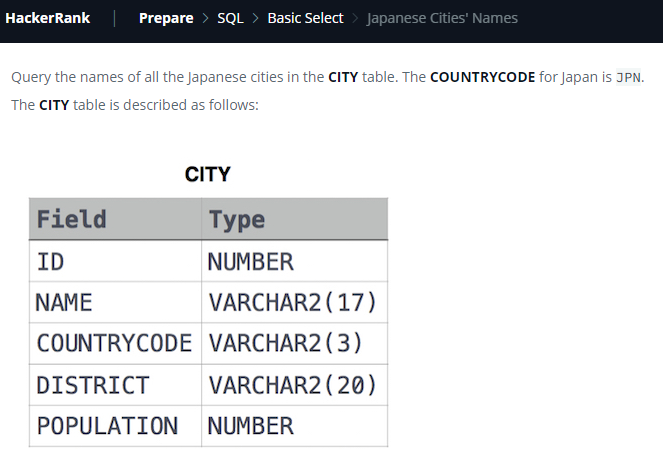 HackerRank | Prepare > SQL > Basic Select > Japanese Cities' Names
Query the names of all the Japanese cities in the CITY table. The COUNTRYCODE for Japan is JPN.
The CITY table is described as follows:
CITY
Field Type
ID NUMBER
NAME VARCHAR2(17)
COUNTRYCODE VARCHAR2(3)
DISTRICT VARCHAR2(20)
POPULATION NUMBER